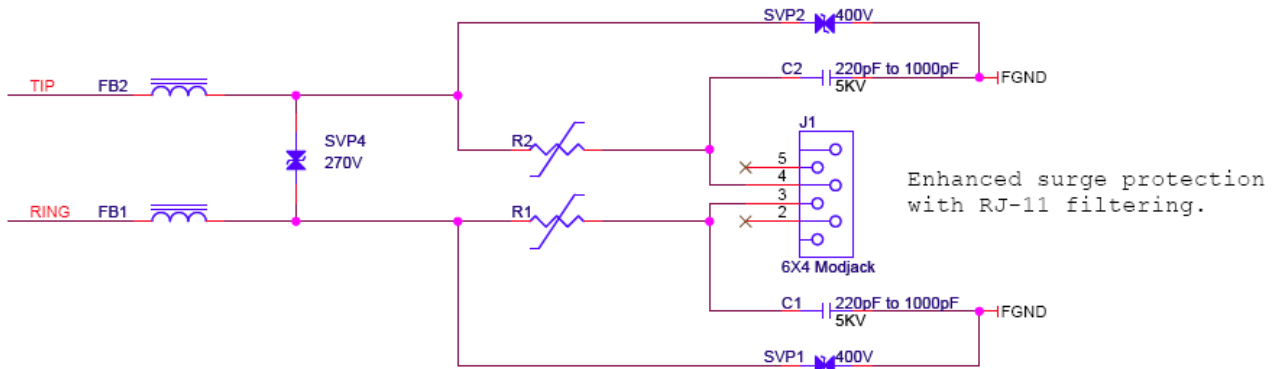 SVP2 400V
C2 220pF to 1000pF
5KV
FGND
TIP FB2
J1
SVP4
270V
R2
5
4
3
2
Enhanced surge protection
with RJ-11 filtering.
RING FB1
R1
6X4 Modjack
C1 220pF to 1000pF
5KV
FGND
SVP1 400V